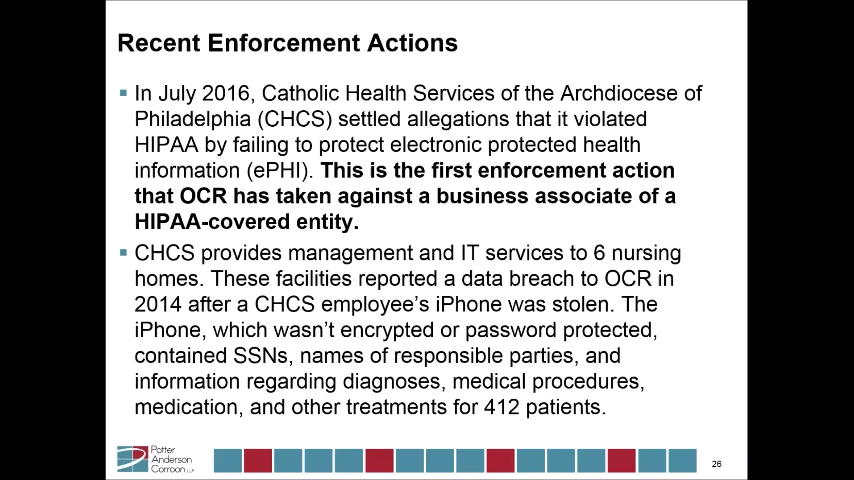 Recent Enforcement Actions
In July 2016, Catholic Health Services of the Archdiocese of
Philadelphia (CHCS) settled allegations that it violated
HIPAA by failing to protect electronic protected health
information (ePHI). This is the first enforcement action
that OCR has taken against a business associate of a
HIPAA-covered entity.
CHCS provides management and IT services to 6 nursing
homes. These facilities reported a data breach to OCR in
2014 after a CHCS employee's iPhone was stolen. The
iPhone, which wasn't encrypted or password protected,
contained SSNs, names of responsible parties, and
information regarding diagnoses, medical procedures,
medication, and other treatments for 412 patients.
Potter
Anderson
Corroon LLP
26